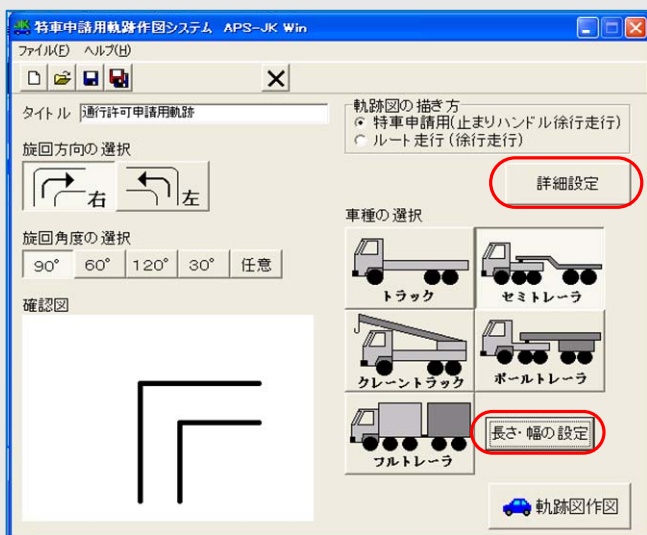 特車申請用軌跡作図システム APS-JK Win
ファイル(F) ヘルプ(H)
タイトル 通行許可申請用軌跡
旋回方向の選択
右 左
旋回角度の選択
90° 60° 120° 30° 任意
確認図
軌跡図の描き方
特車申請用(止まりハンドル徐行走行)
ルート走行(徐行走行)
詳細設定
車種の選択
トラック セミトレーラ
クレーントラック ポールトレーラ
フルトレーラ 長さ・幅の設定
軌跡図作図